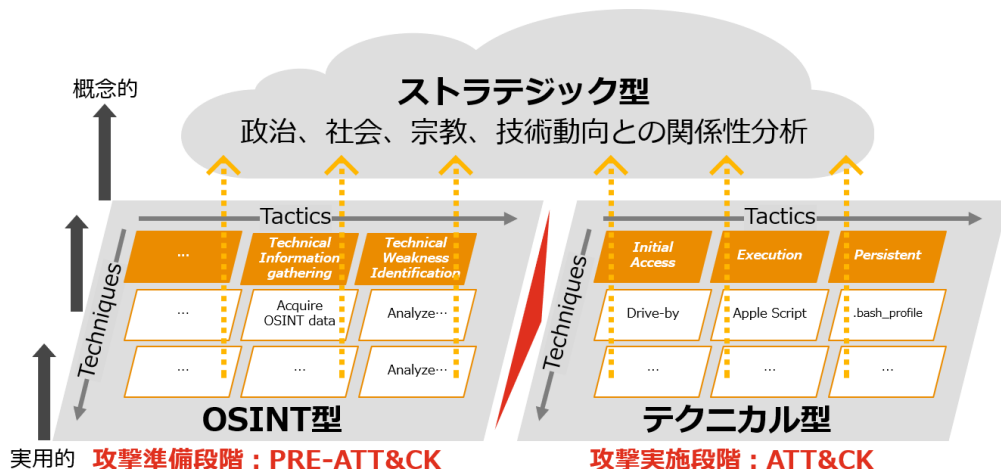 ストラテジック型
政治、社会、宗教、技術動向との関係性分析
概念的
Tactics
Techniques
…
Technical
Information
gathering
Technical
Weakness
Identification
…
Acquire
OSINT data
Analyze…
…
…
Analyze…
OSINT型
Tactics
Techniques
Initial
Access
Execution
Persistent
Drive-by
Apple Script
.bash_profile
…
…
…
テクニカル型
実用的
攻撃準備段階：PRE-ATT&CK
攻撃実施段階：ATT&CK